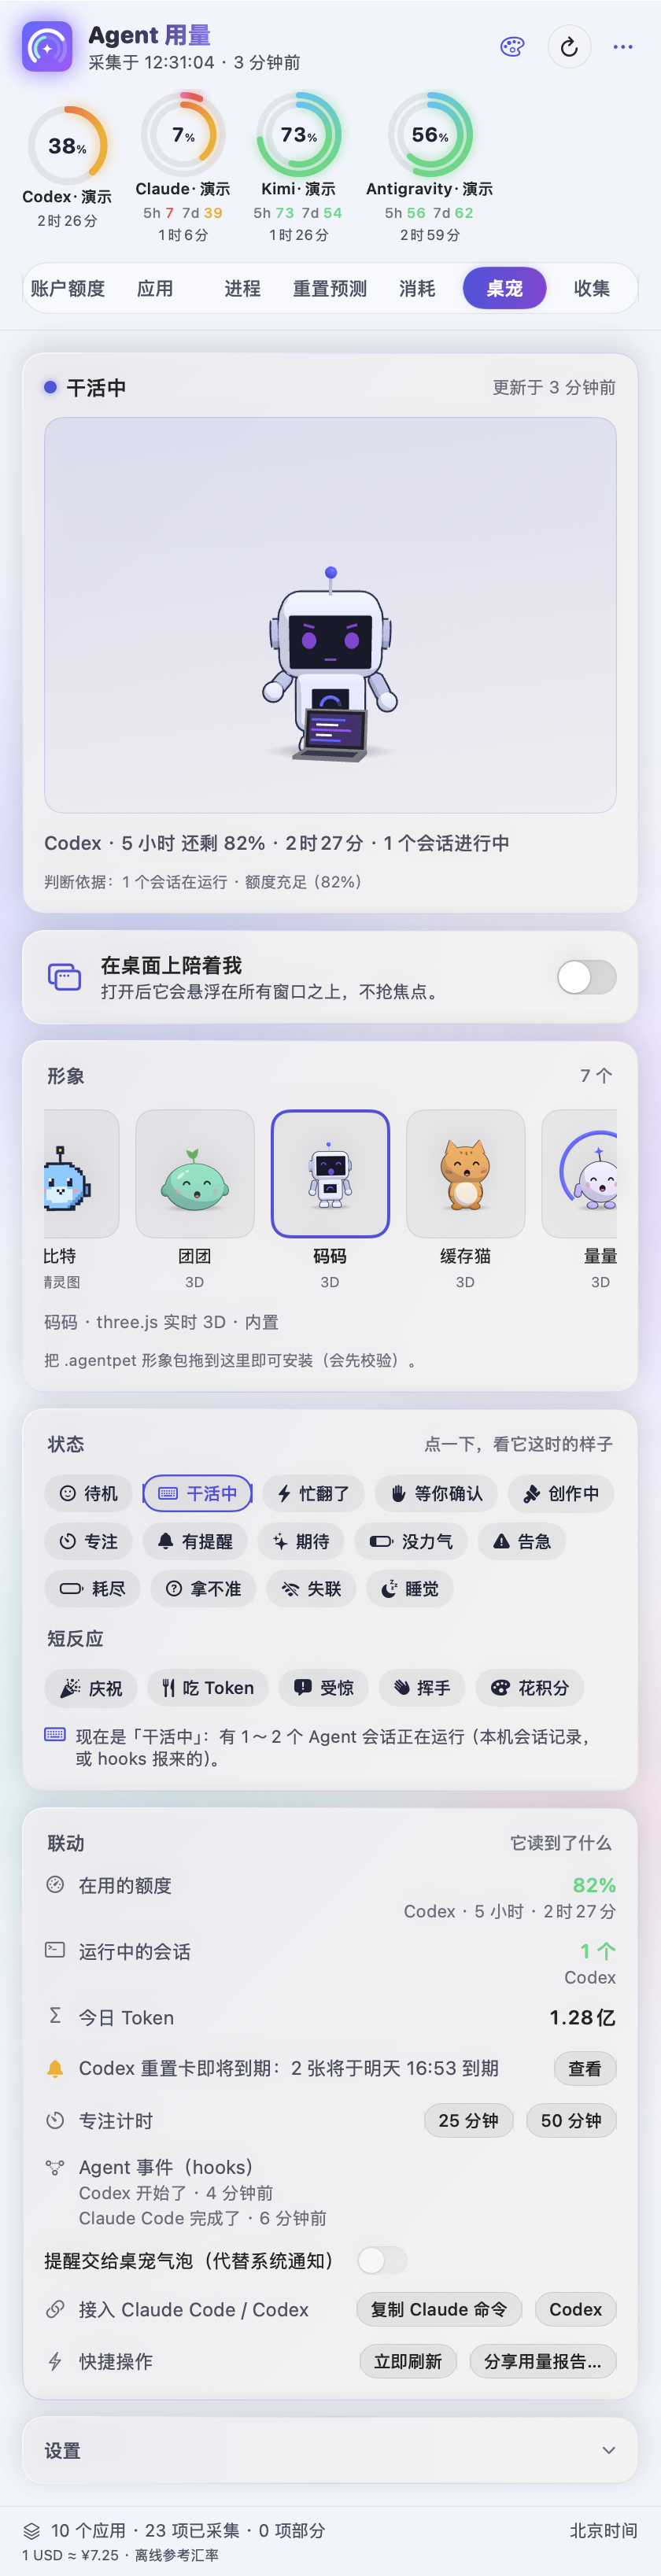 Agent 用量
采集于 12:31:04 · 3 分钟前
38%
7%
73%
56%
Codex · 演示
Claude · 演示
Kimi · 演示
Antigravity · 演示
2时26分
5h 7 7d 39
5h 73 7d 54
5h 56 7d 62
1时6分
1时26分
2时59分
账户额度 应用 进程 重置预测 消耗 桌宠 收集
干活中
更新于 3 分钟前
Codex · 5 小时 还剩 82% · 2时27分 · 1 个会话进行中
判断依据：1 个会话在运行 · 额度充足（82%）
在桌面上陪着我
打开后它会悬浮在所有窗口之上，不抢焦点。
形象
7 个
比特 团团 码码 缓存猫 量量
精灵图 3D 3D 3D 3D
码码 · three.js 实时 3D · 内置
把 .agentpet 形象包拖到这里即可安装（会先校验）。
状态
点一下，看它这时的样子
待机 干活中 忙翻了 等你确认 创作中
专注 有提醒 期待 没力气 告急
耗尽 拿不准 失联 睡觉
短反应
庆祝 吃 Token 受惊 挥手 花积分
现在是「干活中」：有 1～2 个 Agent 会话正在运行（本机会话记录，
或 hooks 报来的）。
联动
它读到了什么
在用的额度
82%
Codex · 5 小时 · 2时27分
运行中的会话
1 个
Codex
今日 Token
1.28亿
Codex 重置卡即将到期：2 张将于明天 16:53 到期
查看
专注计时
25 分钟 50 分钟
Agent 事件（hooks）
Codex 开始了 · 4 分钟前
Claude Code 完成了 · 6 分钟前
提醒交给桌宠气泡（代替系统通知）
接入 Claude Code / Codex
复制 Claude 命令 Codex
快捷操作
立即刷新 分享用量报告...
设置
10 个应用 · 23 项已采集 · 0 项部分
北京时间
1 USD ≈ ¥7.25 · 离线参考汇率